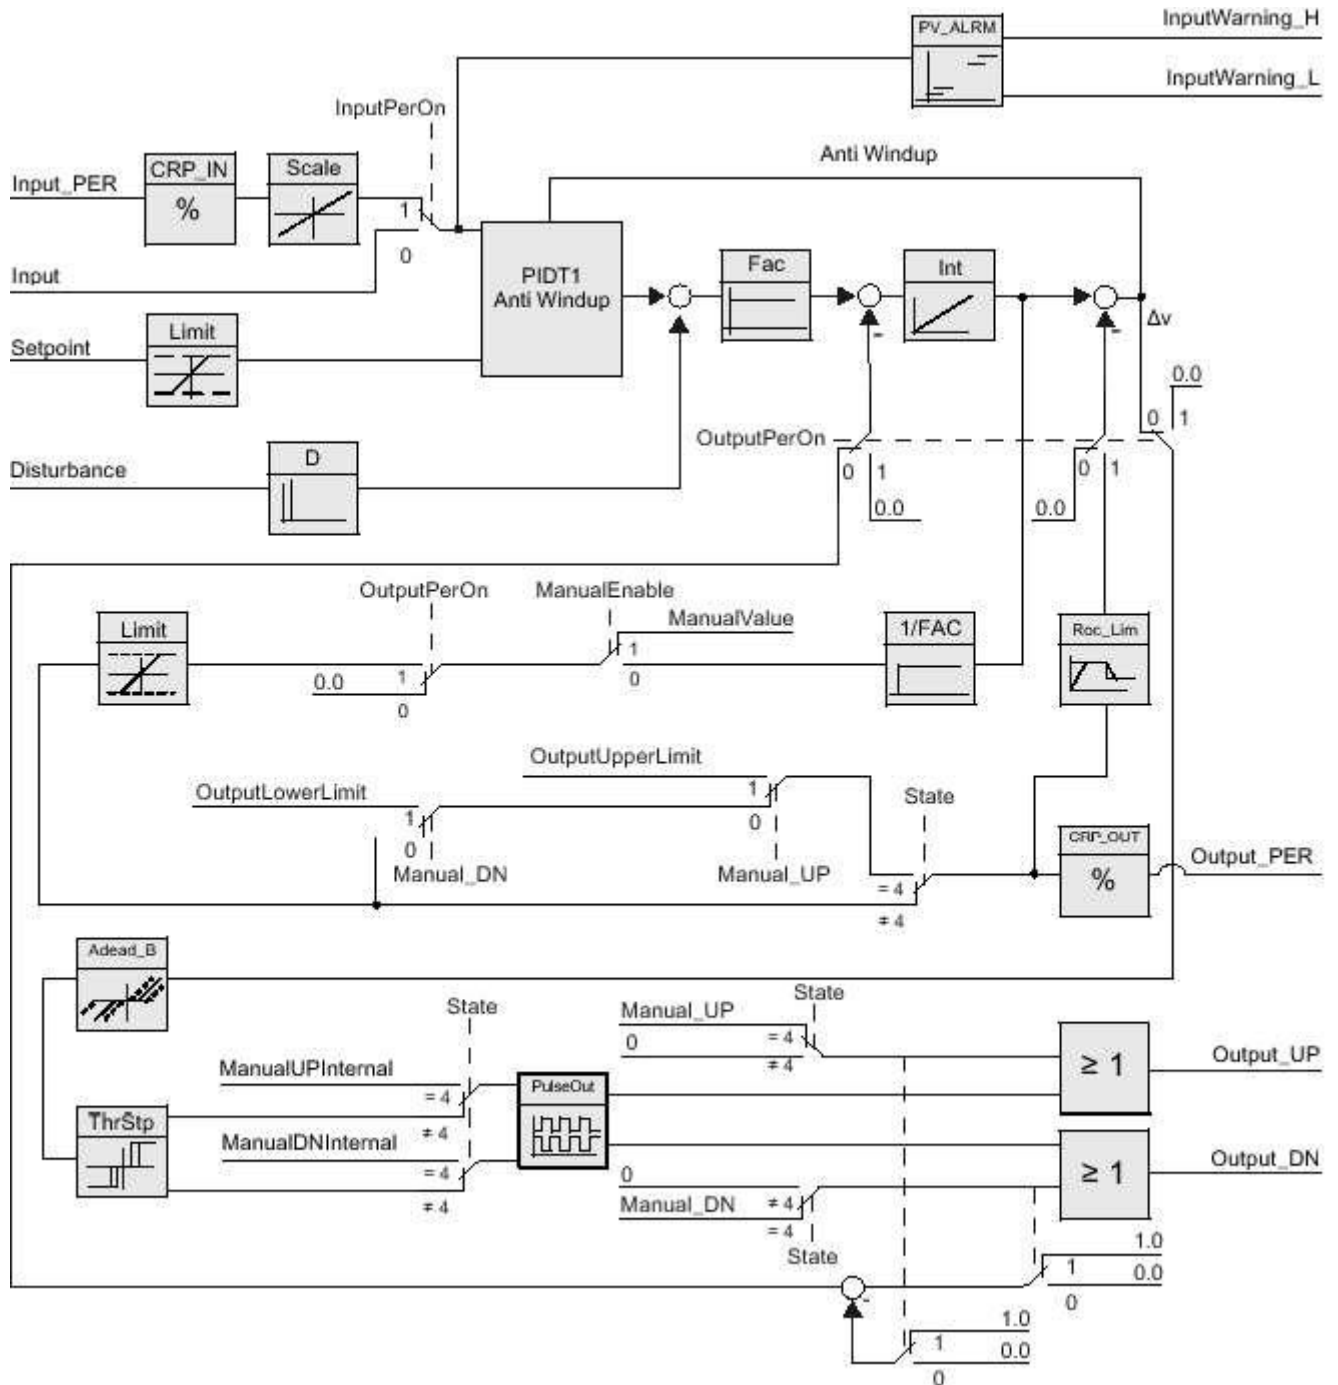 PV_ALRM
InputWarning_H
InputWarning_L
InputPerOn
Anti Windup
Input_PER
CRP_IN
%
Scale
1
0
Input
PIDT1
Anti Windup
Fac
Int
-
-
Δv
Setpoint
Limit
0.0
0
1
OutputPerOn
0
1
0
1
0.0
0.0
Disturbance
D
OutputPerOn
ManualEnable
ManualValue
Limit
1/FAC
Roc_Lim
1
0
0.0
1
0
OutputUpperLimit
OutputLowerLimit
1
0
1
0
State
Manual_DN
Manual_UP
= 4
≠ 4
CRP_OUT
%
Output_PER
Adead_B
State
Manual_UP
0
State
= 4
≠ 4
≥ 1
Output_UP
ManualUPInternal
= 4
≠ 4
PulseOut
ThrStp
ManualDNInternal
= 4
≠ 4
0
Manual_DN
≠ 4
= 4
State
≥ 1
Output_DN
1.0
1
0.0
0
-
1.0
1
0.0
0